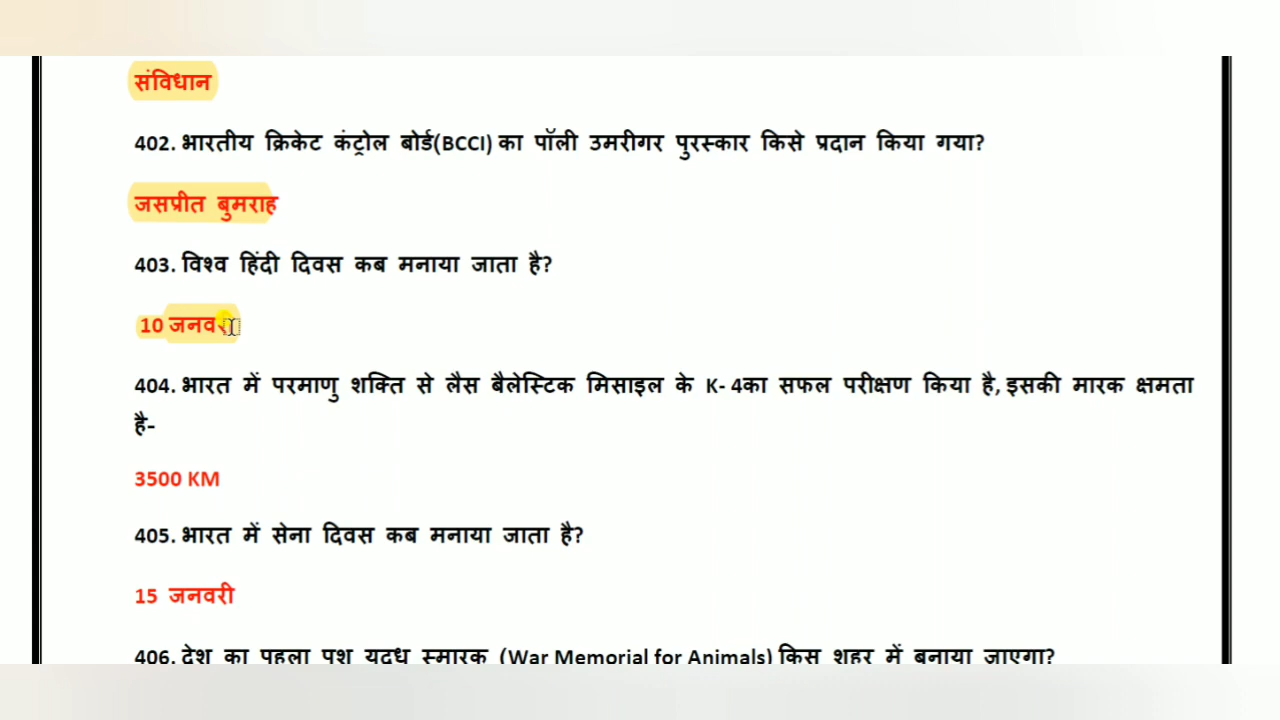 संविधान
402. भारतीय क्रिकेट कंट्रोल बोर्ड(BCCI) का पॉली उमरीगर पुरस्कार किसे प्रदान किया गया?
जसप्रीत बुमराह
403. विश्व हिंदी दिवस कब मनाया जाता है?
10 जनवरी
404. भारत में परमाणु शक्ति से लैस बैलेस्टिक मिसाइल के K- 4का सफल परीक्षण किया है, इसकी मारक क्षमता
है-
3500 KM
405. भारत में सेना दिवस कब मनाया जाता है?
15 जनवरी
406. देश का पहला पशु युद्ध स्मारक (War Memorial for Animals) किस शहर में बनाया जाएगा?